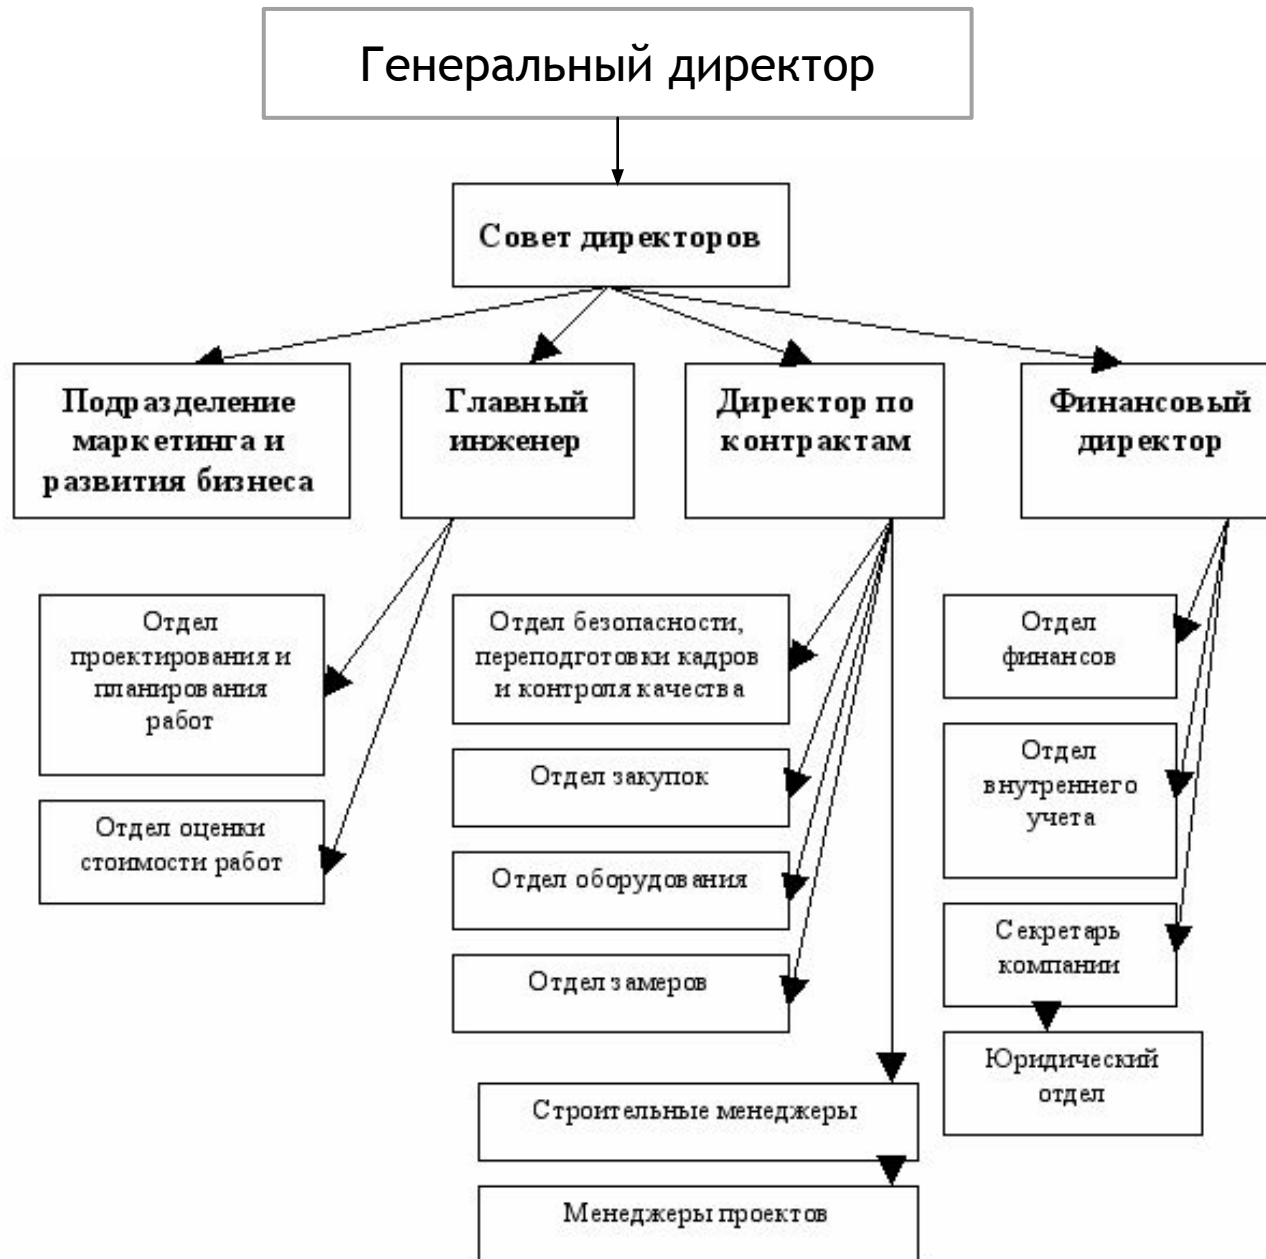 Генеральный директор
Совет директоров
Подразделение
маркетинга и
развития бизнеса
Главный
инженер
Директор по
контрактам
Финансовый
директор
Отдел
проектирования и
планирования
работ
Отдел оценки
стоимости работ
Отдел безопасности,
переподготовки кадров
и контроля качества
Отдел закупок
Отдел оборудования
Отдел замеров
Строительные менеджеры
Менеджеры проектов
Отдел
финансов
Отдел
внутреннего
учета
Секретарь
компании
Юридический
отдел